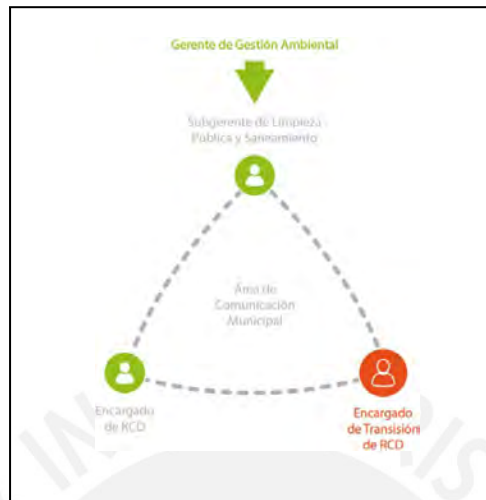 Gerente de Gestión Ambiental
Subgerente de Limpieza
Pública y Saneamiento
Área de
Comunicación
Municipal
Encargado
de RCD
Encargado
de Transisión
de RCD